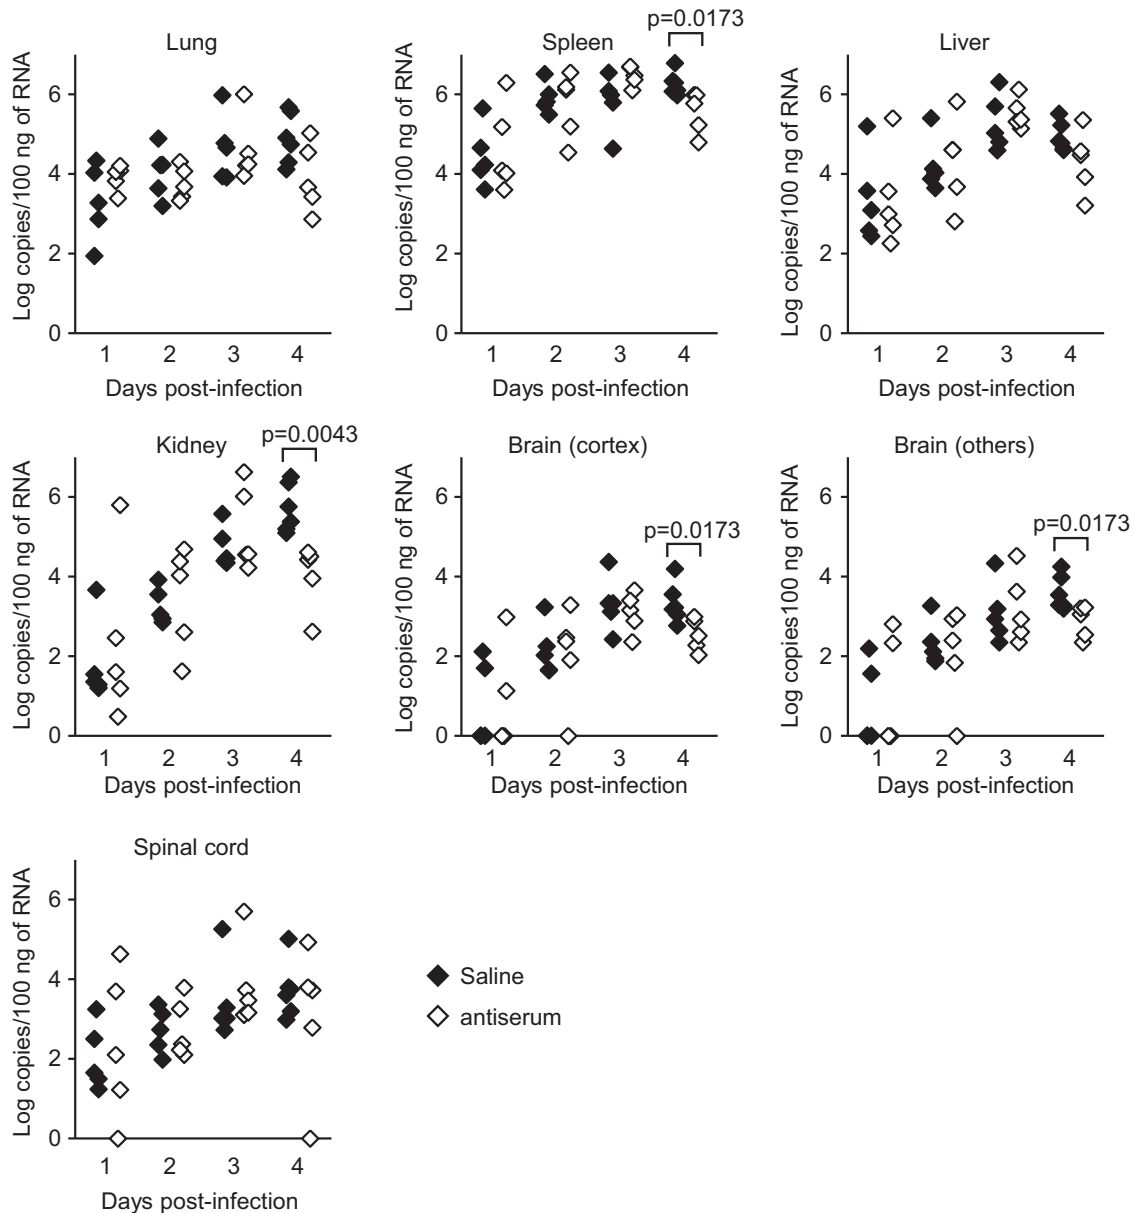 p=0.0173
Lung
Spleen
Liver
Log copies/100 ng of RNA
6
4
2
0
1 2 3 4
Days post-infection
Log copies/100 ng of RNA
6
4
2
0
1 2 3 4
Days post-infection
Log copies/100 ng of RNA
6
4
2
0
1 2 3 4
Days post-infection
Kidney
p=0.0043
Log copies/100 ng of RNA
6
4
2
0
1 2 3 4
Days post-infection
Brain (cortex)
p=0.0173
Log copies/100 ng of RNA
6
4
2
0
1 2 3 4
Days post-infection
Brain (others)
p=0.0173
Log copies100 ng of RNA
6
4
2
0
1 2 3 4
Days post-infection
Spinal cord
Log copies/100 ng of RNA
6
4
2
0
1 2 3 4
Days post-infection
Saline
antiserum